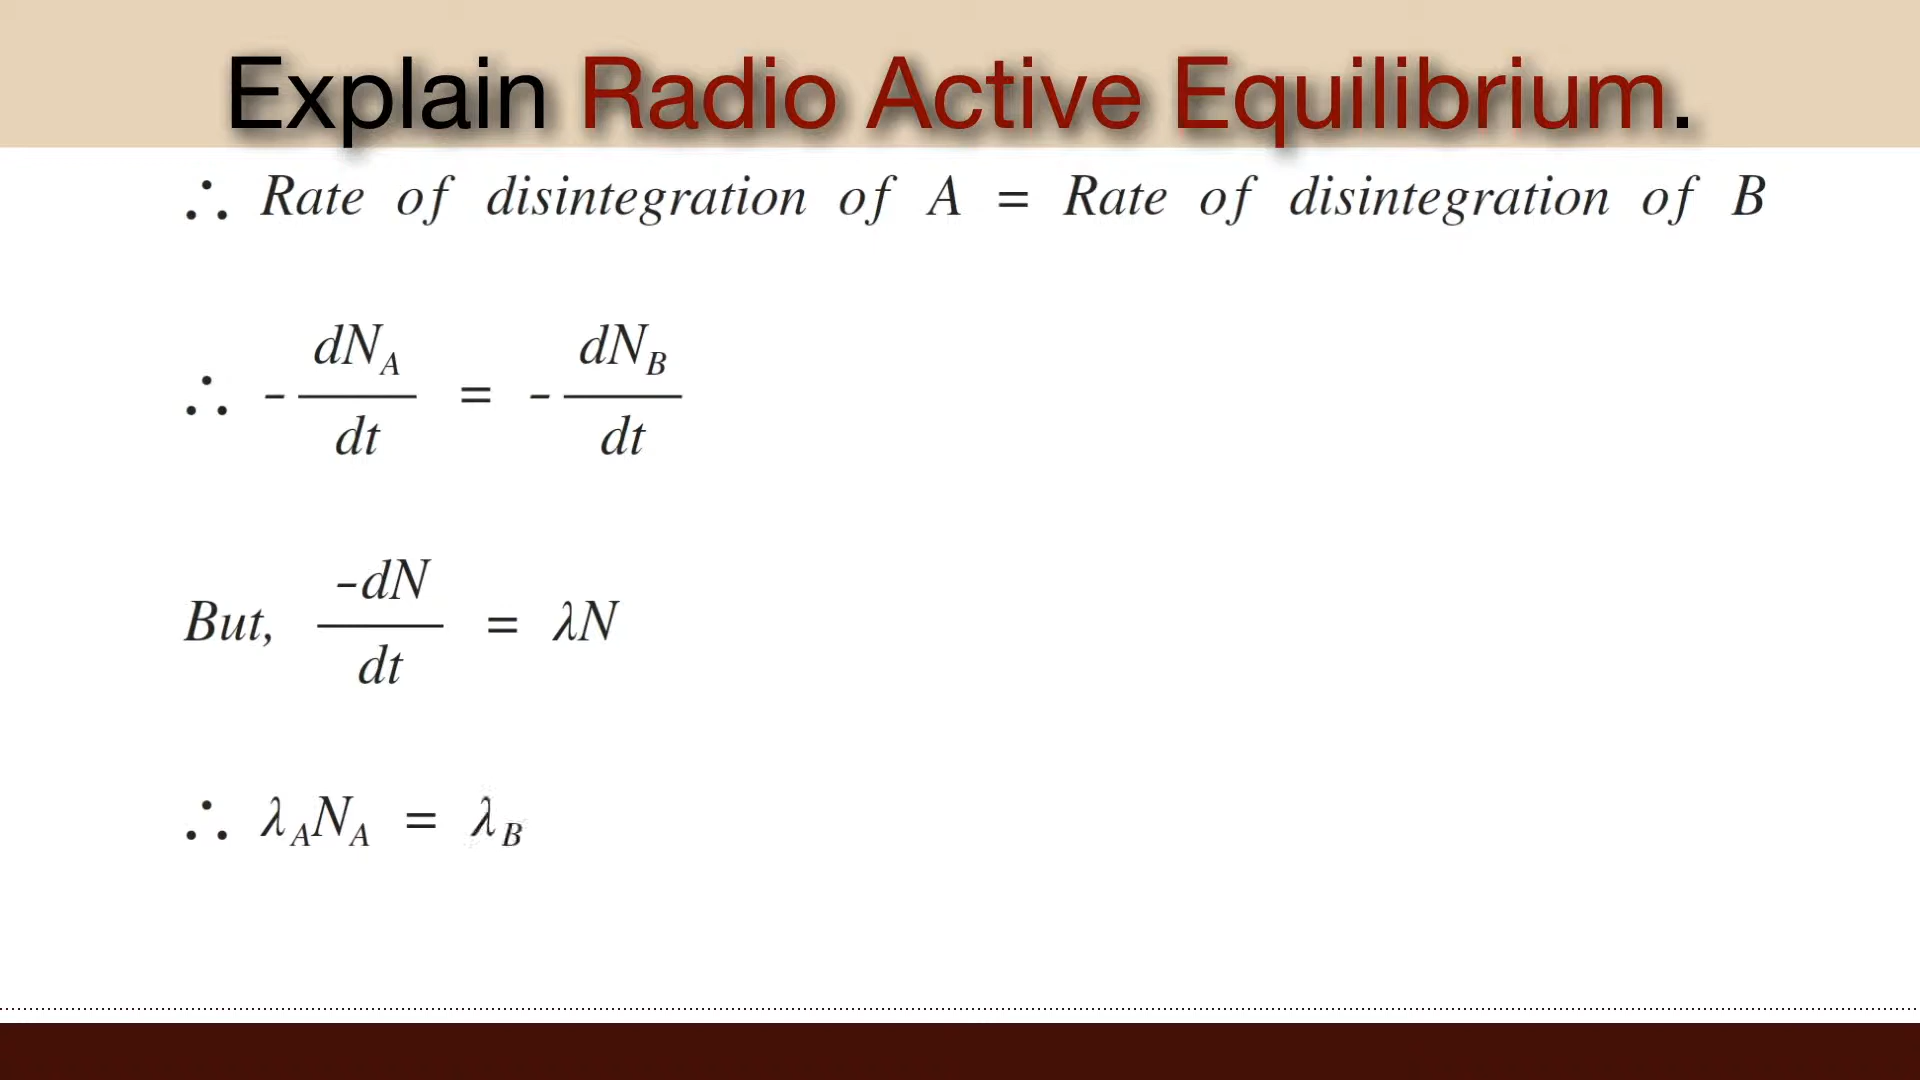 Explain Radio Active Equilibrium.
∴ Rate of disintegration of A = Rate of disintegration of B
∴ -dN_A/dt = -dN_B/dt
But, -dN/dt = λN
∴ λ_A N_A = λ_B